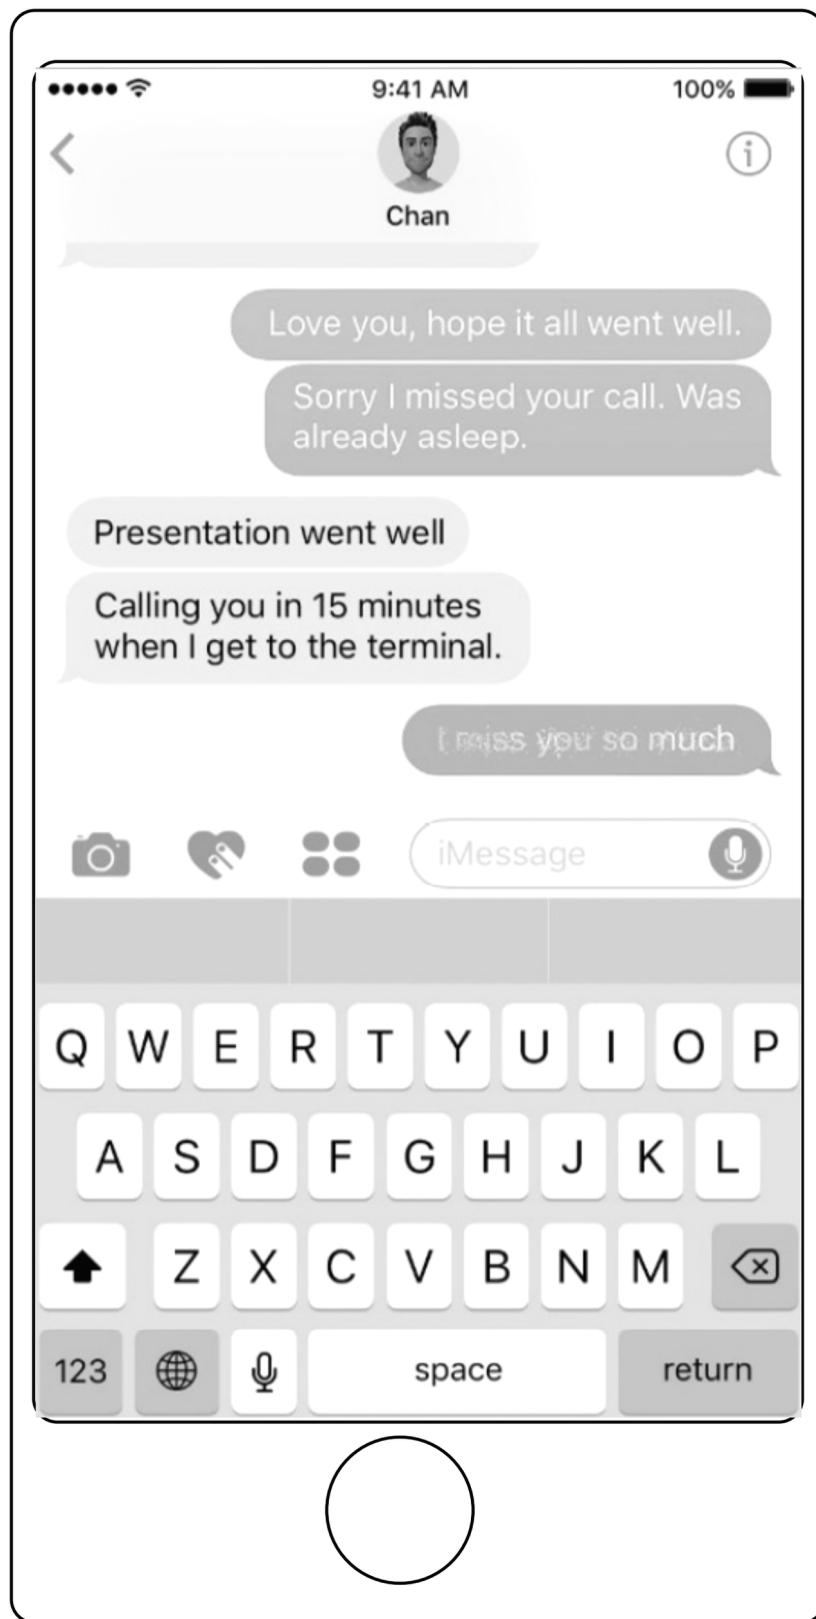 9:41 AM 100%
Chan
Love you, hope it all went well.
Sorry I missed your call. Was
already asleep.
Presentation went well
Calling you in 15 minutes
when I get to the terminal.
I miss you so much
iMessage
Q W E R T Y U I O P
A S D F G H J K L
Z X C V B N M
123 space return